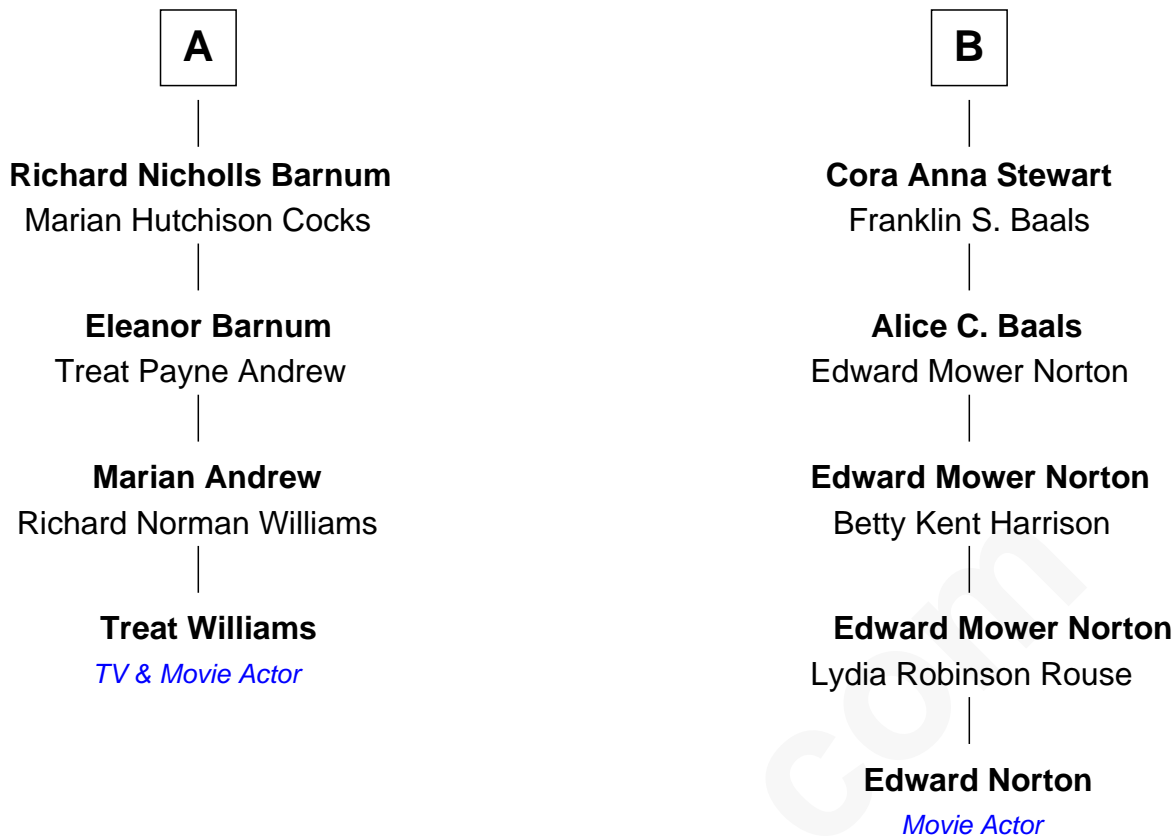 A
Richard Nicholls Barnum
Marian Hutchison Cocks
Eleanor Barnum
Treat Payne Andrew
Marian Andrew
Richard Norman Williams
Treat Williams
TV & Movie Actor
B
Cora Anna Stewart
Franklin S. Baals
Alice C. Baals
Edward Mower Norton
Edward Mower Norton
Betty Kent Harrison
Edward Mower Norton
Lydia Robinson Rouse
Edward Norton
Movie Actor
com